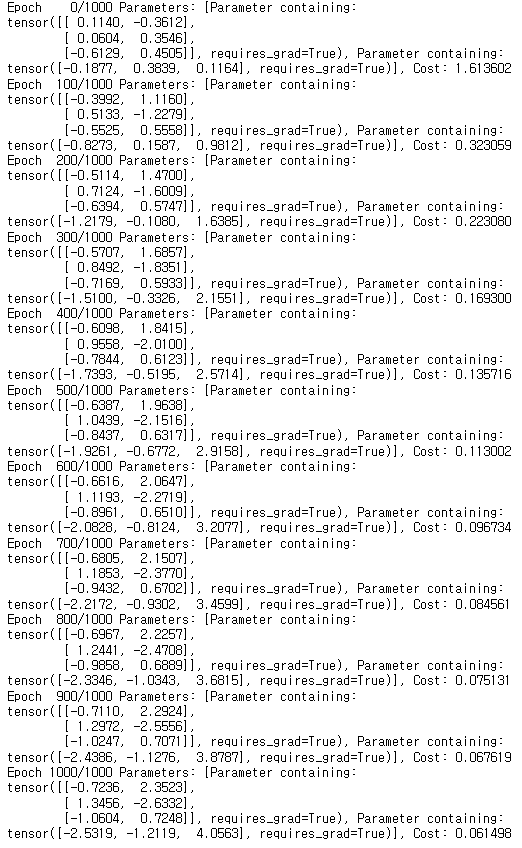 Epoch    0/1000 Parameters: [Parameter containing:
tensor([[ 0.1140, -0.3612],
        [ 0.0604,  0.3546],
        [-0.6129,  0.4505]], requires_grad=True), Parameter containing:
tensor([-0.1877,  0.3839,  0.1164], requires_grad=True)], Cost: 1.613602
Epoch  100/1000 Parameters: [Parameter containing:
tensor([[-0.3992,  1.1160],
        [ 0.5133, -1.2279],
        [-0.5525,  0.5558]], requires_grad=True), Parameter containing:
tensor([-0.8273,  0.1587,  0.9812], requires_grad=True)], Cost: 0.323059
Epoch  200/1000 Parameters: [Parameter containing:
tensor([[-0.5114,  1.4700],
        [ 0.7124, -1.6009],
        [-0.6394,  0.5747]], requires_grad=True), Parameter containing:
tensor([-1.2179, -0.1080,  1.6385], requires_grad=True)], Cost: 0.223080
Epoch  300/1000 Parameters: [Parameter containing:
tensor([[-0.5707,  1.6857],
        [ 0.8492, -1.8351],
        [-0.7169,  0.5933]], requires_grad=True), Parameter containing:
tensor([-1.5100, -0.3326,  2.1551], requires_grad=True)], Cost: 0.169300
Epoch  400/1000 Parameters: [Parameter containing:
tensor([[-0.6098,  1.8415],
        [ 0.9558, -2.0100],
        [-0.7844,  0.6123]], requires_grad=True), Parameter containing:
tensor([-1.7393, -0.5195,  2.5714], requires_grad=True)], Cost: 0.135716
Epoch  500/1000 Parameters: [Parameter containing:
tensor([[-0.6387,  1.9638],
        [ 1.0439, -2.1516],
        [-0.8437,  0.6317]], requires_grad=True), Parameter containing:
tensor([-1.9261, -0.6772,  2.9158], requires_grad=True)], Cost: 0.113002
Epoch  600/1000 Parameters: [Parameter containing:
tensor([[-0.6616,  2.0647],
        [ 1.1193, -2.2719],
        [-0.8961,  0.6510]], requires_grad=True), Parameter containing:
tensor([-2.0828, -0.8124,  3.2077], requires_grad=True)], Cost: 0.096734
Epoch  700/1000 Parameters: [Parameter containing:
tensor([[-0.6805,  2.1507],
        [ 1.1853, -2.3770],
        [-0.9432,  0.6702]], requires_grad=True), Parameter containing:
tensor([-2.2172, -0.9302,  3.4599], requires_grad=True)], Cost: 0.084561
Epoch  800/1000 Parameters: [Parameter containing:
tensor([[-0.6967,  2.2257],
        [ 1.2441, -2.4708],
        [-0.9858,  0.6889]], requires_grad=True), Parameter containing:
tensor([-2.3346, -1.0343,  3.6815], requires_grad=True)], Cost: 0.075131
Epoch  900/1000 Parameters: [Parameter containing:
tensor([[-0.7110,  2.2924],
        [ 1.2972, -2.5556],
        [-1.0247,  0.7071]], requires_grad=True), Parameter containing:
tensor([-2.4386, -1.1276,  3.8787], requires_grad=True)], Cost: 0.067619
Epoch 1000/1000 Parameters: [Parameter containing:
tensor([[-0.7236,  2.3523],
        [ 1.3456, -2.6332],
        [-1.0604,  0.7248]], requires_grad=True), Parameter containing:
tensor([-2.5319, -1.2119,  4.0563], requires_grad=True)], Cost: 0.061498